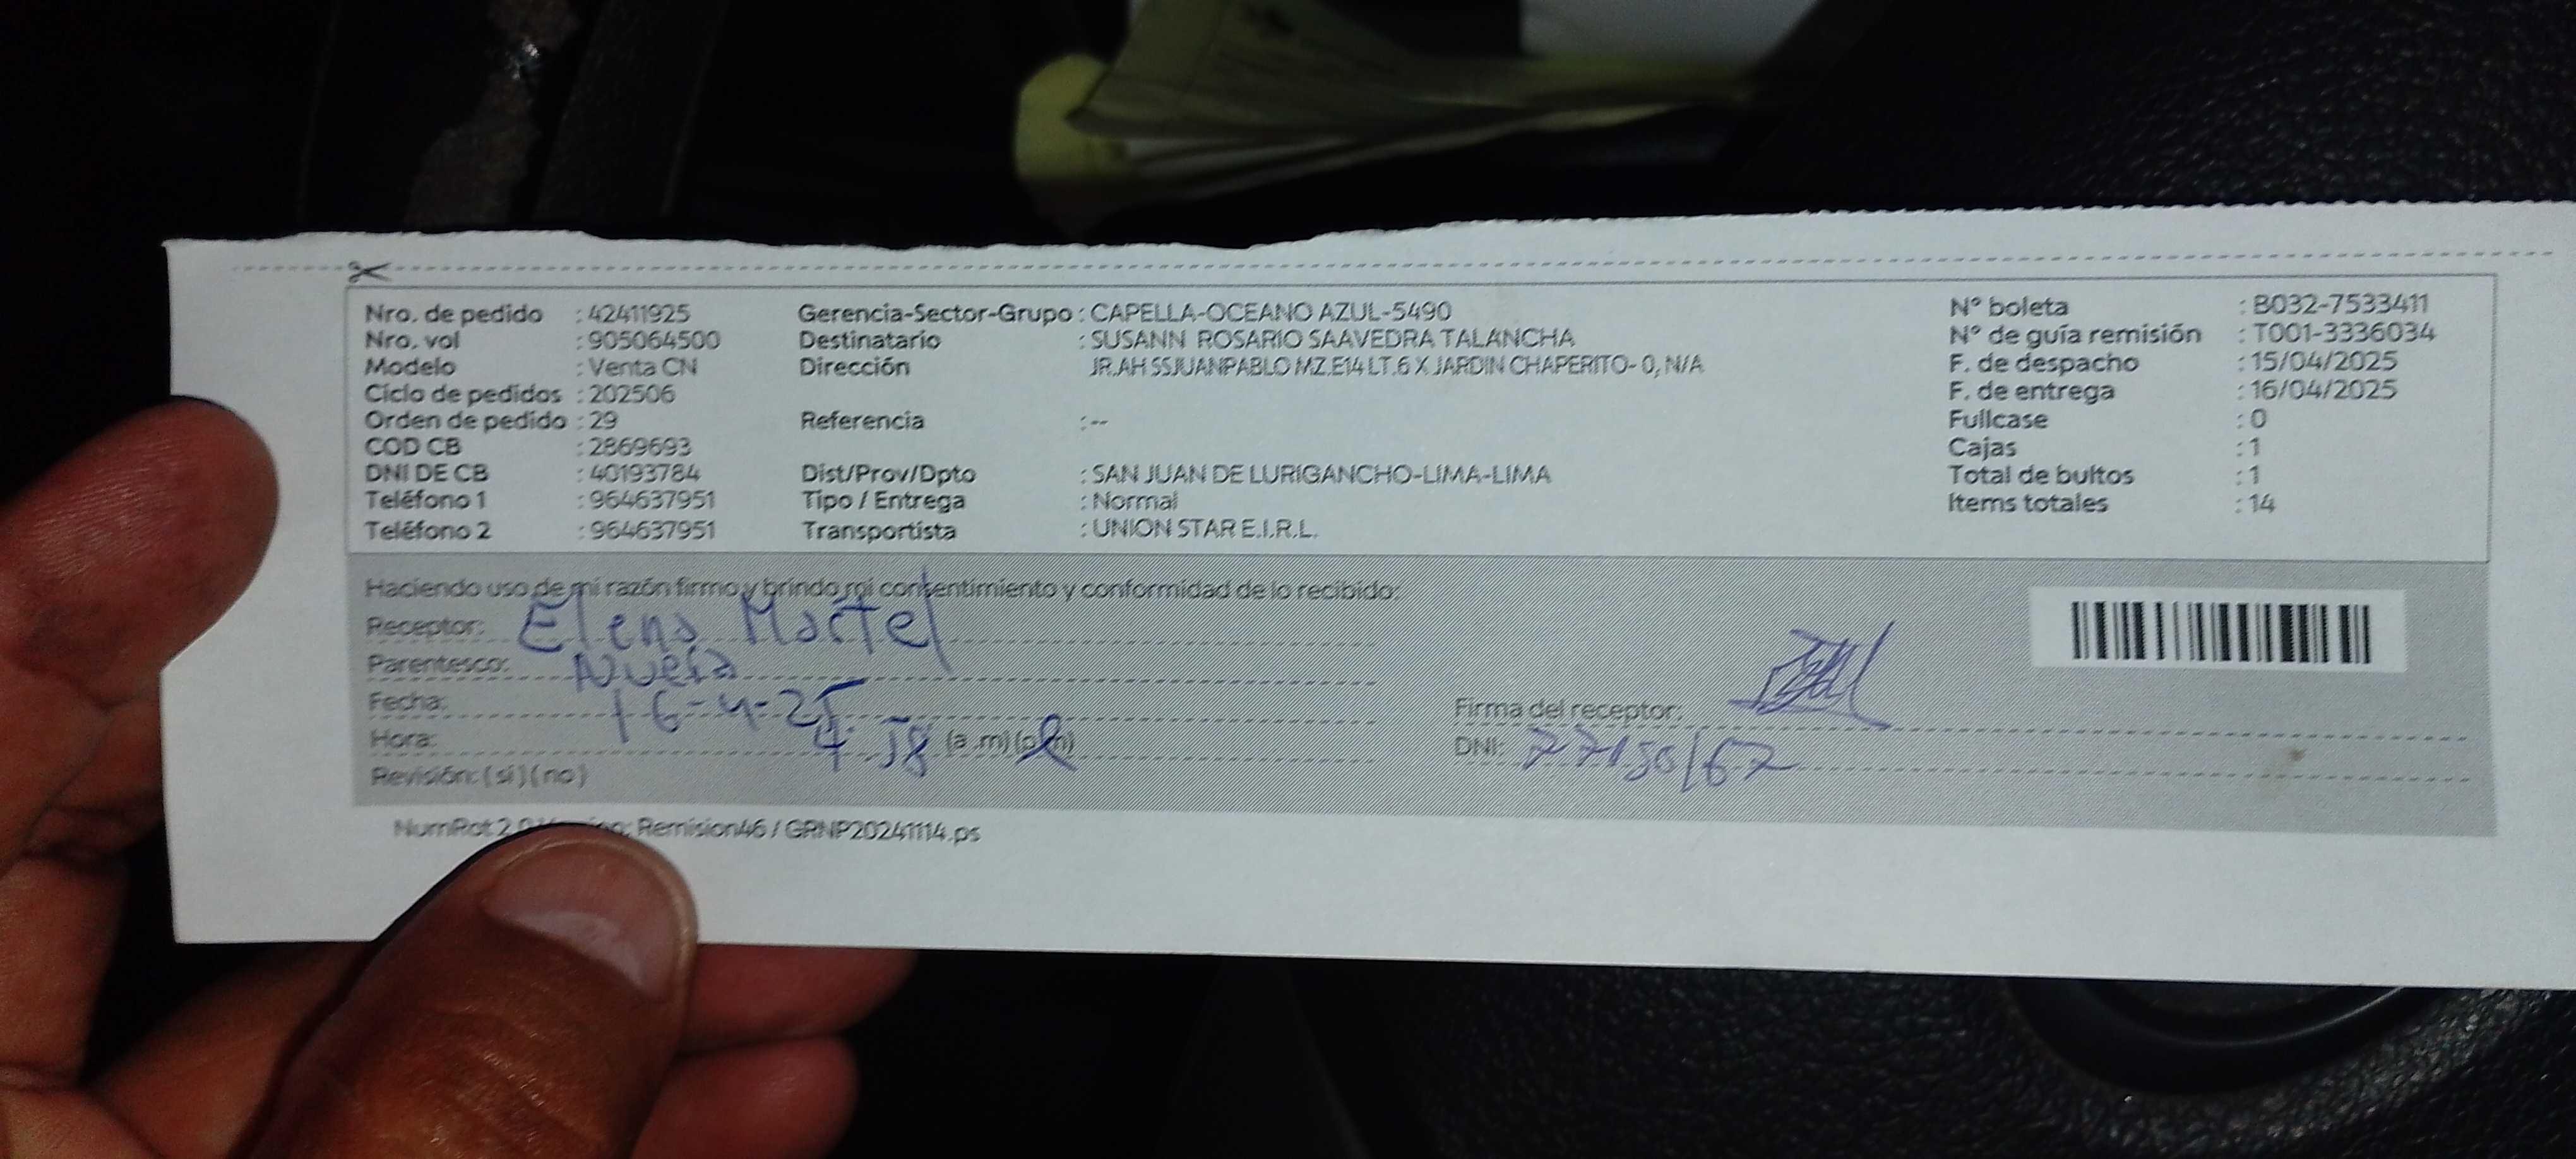 Nro. de pedido : 42411925 Gerencia-Sector-Grupo : CAPELLA-OCEANO AZUL-5490 N° boleta : B032-7533411
Nro. vol : 905064500 Destinatario : SUSANN ROSARIO SAAVEDRA TALANCHA N° de guía remisión : T001-3336034
Modelo : Venta CN Dirección JR.AH SSJUANPABLO MZ.E14 LT.6 X JARDIN CHAPERITO- 0, N/A F. de despacho : 15/04/2025
Ciclo de pedidos : 202506 F. de entrega : 16/04/2025
Orden de pedido : 29 Referencia : -- Fullcase : 0
COD CB : 2869693 Cajas : 1
DNI DE CB : 40193784 Dist/Prov/Dpto : SAN JUAN DE LURIGANCHO-LIMA-LIMA Total de bultos : 1
Teléfono 1 : 964637951 Tipo / Entrega : Normal Items totales : 14
Teléfono 2 : 964637951 Transportista : UNION STAR E.I.R.L.
Haciendo uso de mi razón firmo y brindo mi consentimiento y conformidad de lo recibido:
Receptor: Elena Martel
Parentesco: Nuera
Fecha: 16-4-25 Firma del receptor:
Hora: 4 58 (a.m) (p.m) DNI:
Revisión: (si) (no)
NumRot 2.0 Remision46 / GRNP20241114.ps